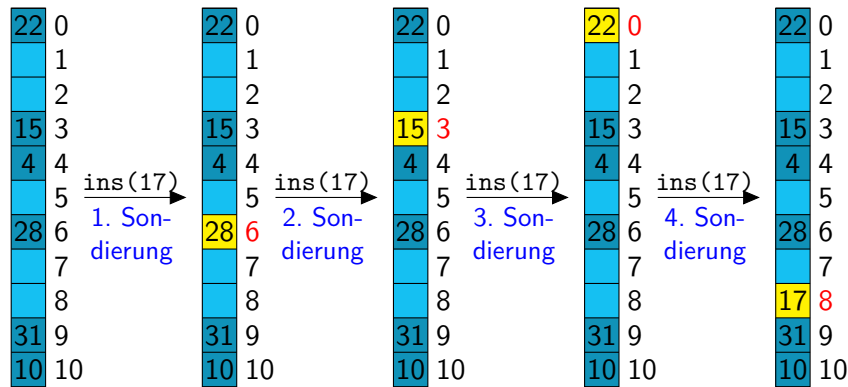 22 0 22 0 22 0 22 0 22 0
1 1 1 1 1
2 2 2 2 2
15 3 15 3 15 3 15 3 15 3
4 4 4 4 4 4 4 4 4 4
ins(17) ins(17) ins(17) ins(17)
5 5 5 5 5
1. Son- 2. Son- 3. Son- 4. Son-
28 6 28 6 28 6 28 6 28 6
dierung dierung dierung dierung
7 7 7 7 7
8 8 8 8 17 8
31 9 31 9 31 9 31 9 31 9
10 10 10 10 10 10 10 10 10 10